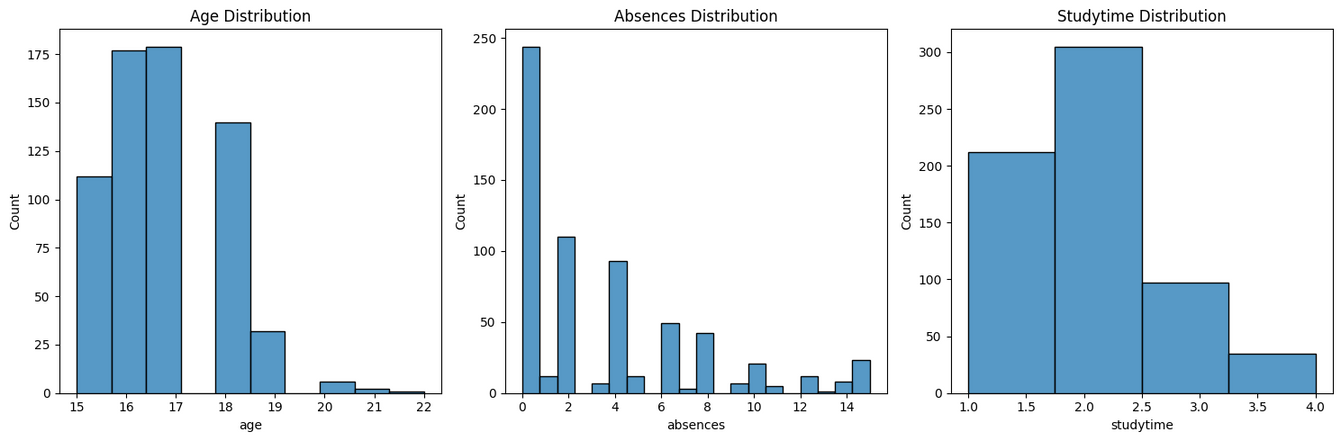 Age Distribution
175
150
125
100
75
50
25
0
Count
15 16 17 18 19 20 21 22
age
Absences Distribution
250
200
150
100
50
0
Count
0 2 4 6 8 10 12 14
absences
Studytime Distribution
300
250
200
150
100
50
0
Count
1.0 1.5 2.0 2.5 3.0 3.5 4.0
studytime